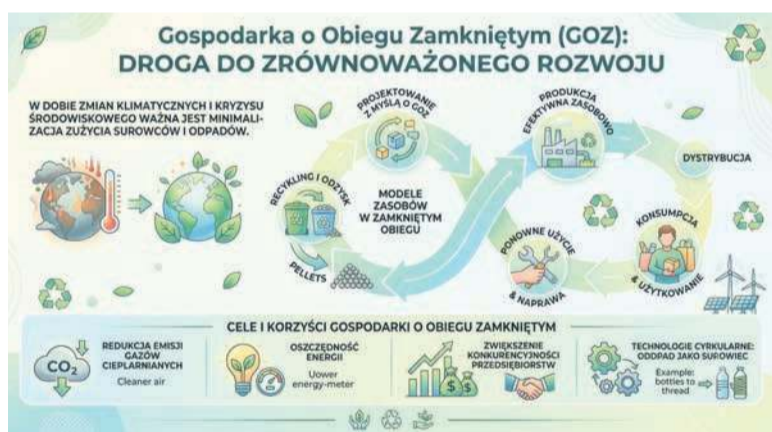 Gospodarka o Obiegu Zamkniętym (GOZ):
DROGA DO ZRÓWNOWAŻONEGO ROZWOJU
W DOBIE ZMIAN KLIMATYCZNYCH I KRYZYSU
ŚRODOWISKOWEGO WAŻNA JEST MINIMALI-
ZACJA ZUŻYCIA SUROWCÓW I ODPADÓW.
PROJEKTOWANIE
Z MYŚLĄ O GOZ
PRODUKCJA
EFEKTYWNA ZASOBOWO
DYSTRYBUCJA
KONSUMPCJA
& UŻYTKOWANIE
PONOWNE UŻYCIE
& NAPRAWA
PELLETS
RECYKLING I ODZYSK
MODELE
ZASOBÓW
W ZAMKNIĘTYM
OBIEGU
CELE I KORZYŚCI GOSPODARKI O OBIEGU ZAMKNIĘTYM
CO₂
REDUKCJA EMISJI
GAZÓW
CIEPLARNIANYCH
Cleaner air
OSZCZĘDNOŚĆ
ENERGII
Uower
energy-meter
$ $
ZWIĘKSZENIE
KONKURENCYJNOŚCI
PRZEDSIĘBIORSTW
TECHNOLOGIE CYRKULARNE:
ODDPAD JAKO SUROWIEC
Example:
bottles to
thread